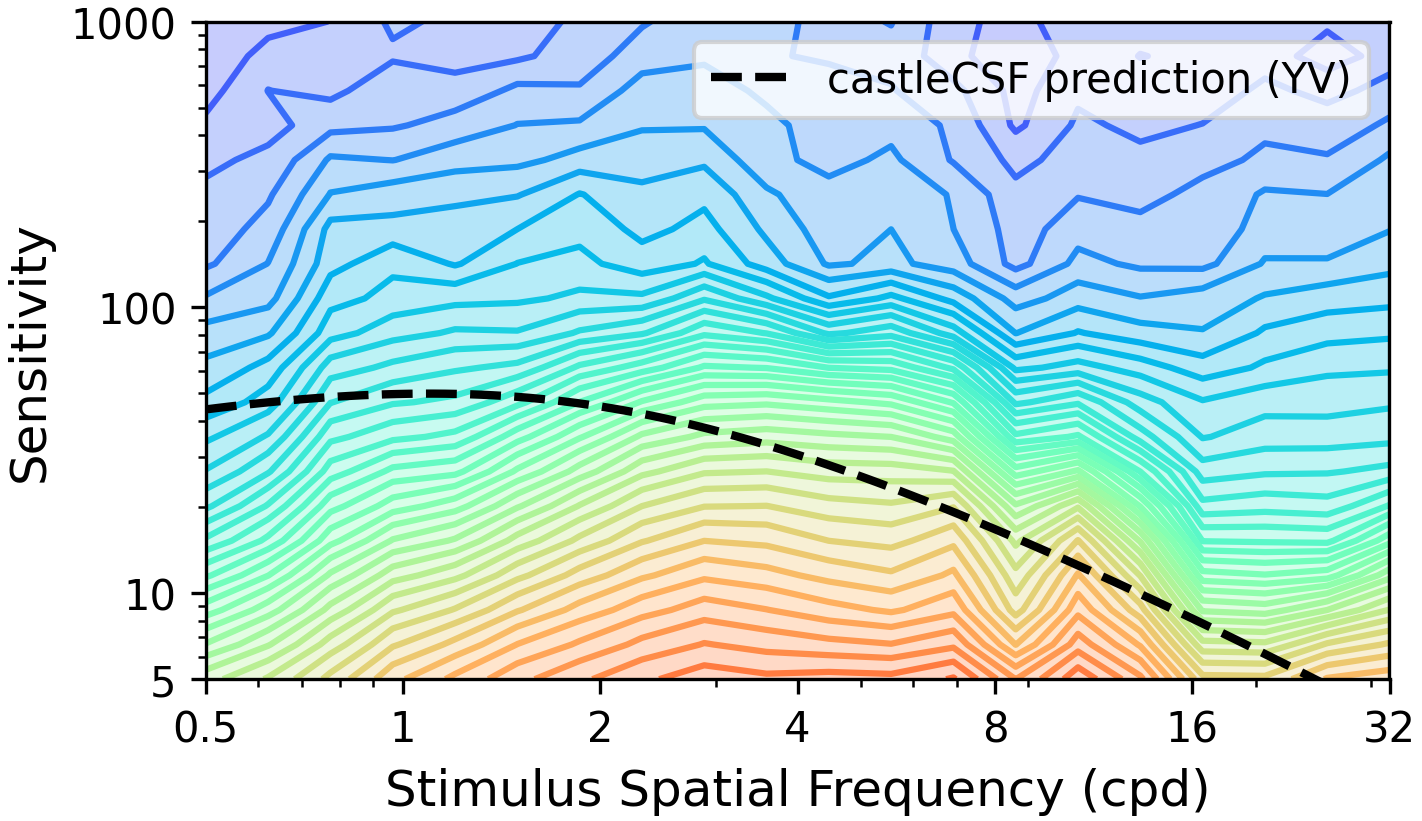 1000
100
10
5
Sensitivity
castleCSF prediction (YV)
0.5 1 2 4 8 16 32
Stimulus Spatial Frequency (cpd)